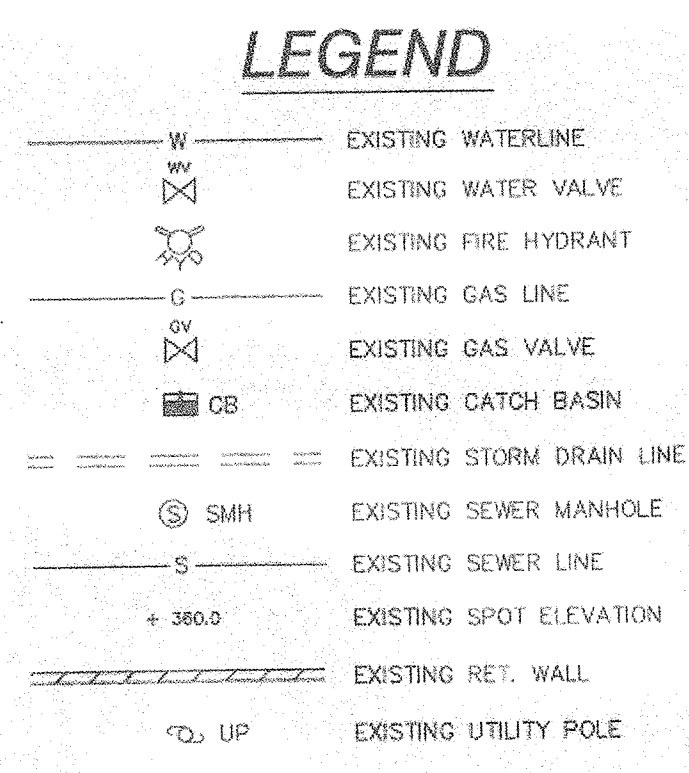 LEGEND
W EXISTING WATERLINE
WV
EXISTING WATER VALVE
HYD EXISTING FIRE HYDRANT
G EXISTING GAS LINE
GV
EXISTING GAS VALVE
CB EXISTING CATCH BASIN
EXISTING STORM DRAIN LINE
S SMH EXISTING SEWER MANHOLE
S EXISTING SEWER LINE
+ 360.0 EXISTING SPOT ELEVATION
EXISTING RET. WALL
UP EXISTING UTILITY POLE